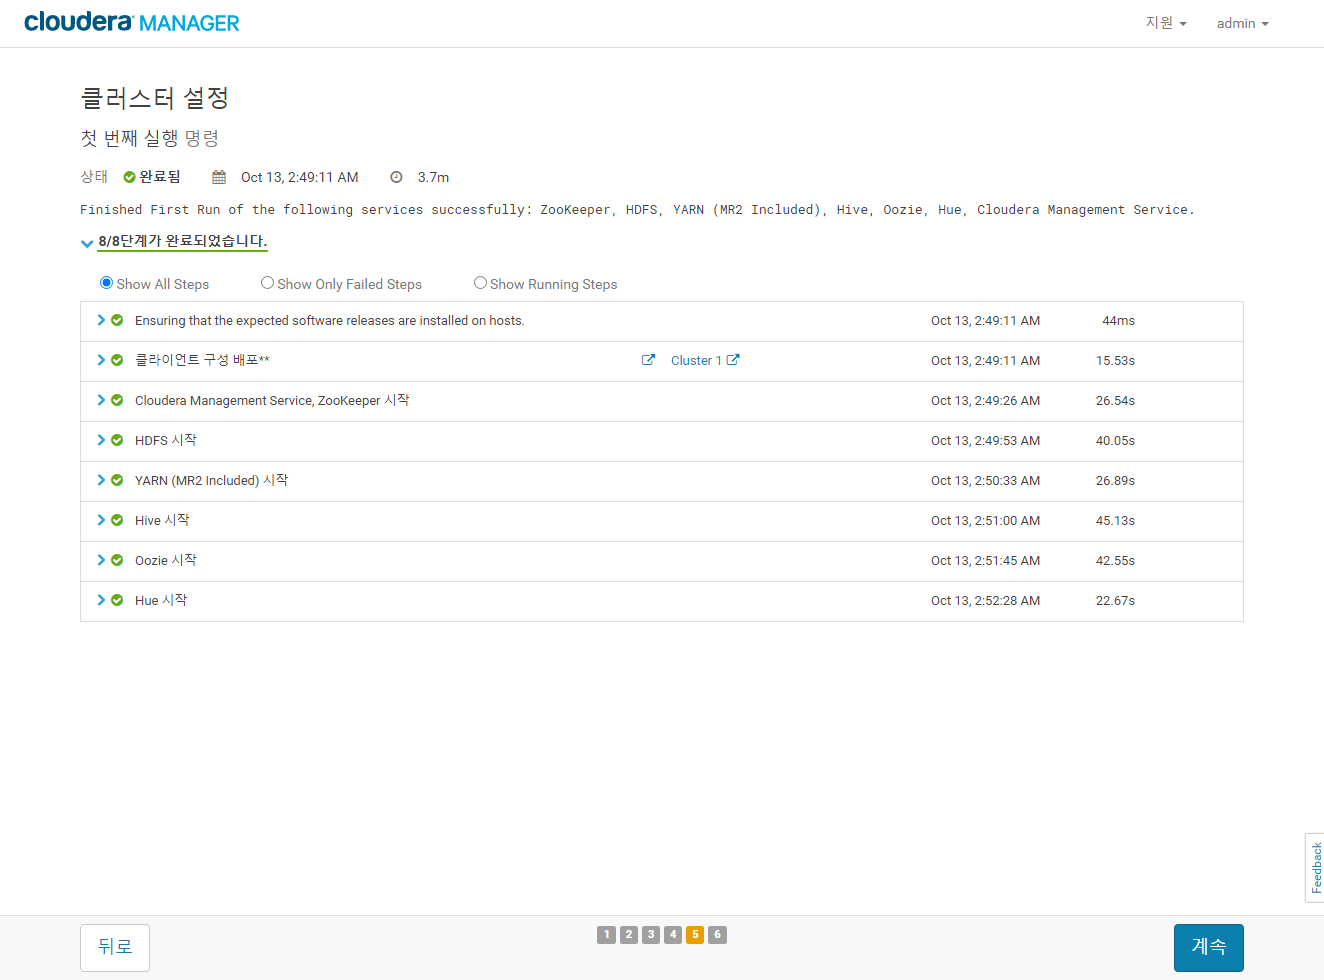 cloudera MANAGER
지원 admin
클러스터 설정
첫 번째 실행 명령
상태 완료됨 Oct 13, 2:49:11 AM 3.7m
Finished First Run of the following services successfully: ZooKeeper, HDFS, YARN (MR2 Included), Hive, Oozie, Hue, Cloudera Management Service.
8/8단계가 완료되었습니다.
Show All Steps Show Only Failed Steps Show Running Steps
Ensuring that the expected software releases are installed on hosts. Oct 13, 2:49:11 AM 44ms
클라이언트 구성 배포** Cluster 1 Oct 13, 2:49:11 AM 15.53s
Cloudera Management Service, ZooKeeper 시작 Oct 13, 2:49:26 AM 26.54s
HDFS 시작 Oct 13, 2:49:53 AM 40.05s
YARN (MR2 Included) 시작 Oct 13, 2:50:33 AM 26.89s
Hive 시작 Oct 13, 2:51:00 AM 45.13s
Oozie 시작 Oct 13, 2:51:45 AM 42.55s
Hue 시작 Oct 13, 2:52:28 AM 22.67s
Feedback
뒤로 1 2 3 4 5 6 계속